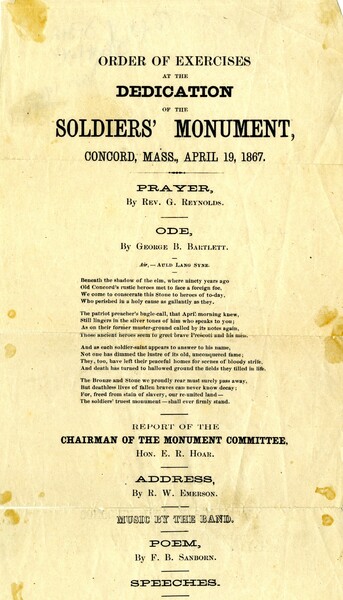 ORDER OF EXERCISES
AT THE
DEDICATION
OF THE
SOLDIERS' MONUMENT,
CONCORD, MASS., APRIL 19, 1867.
PRAYER,
By Rev. G. Reynolds.
ODE,
By George B. Bartlett.
Air,—Auld Lang Syne.
Beneath the shadow of the elm, where ninety years ago
Old Concord's rustic heroes met to face a foreign foe,
We come to consecrate this Stone to heroes of to-day,
Who perished in a holy cause as gallantly as they.
The patriot preacher's bugle-call, that April morning knew,
Still lingers in the silver tones of him who speaks to you;
As on their former muster-ground called by its notes again,
Those ancient heroes seem to greet brave Prescott and his men.
And as each soldier-saint appears to answer to his name,
Not one has dimmed the lustre of its old, unconquered fame;
They, too, have left their peaceful homes for scenes of bloody strife,
And death has turned to hallowed ground the fields they tilled in life.
The Bronze and Stone we proudly rear must surely pass away,
But deathless lives of fallen braves can never know decay;
For, freed from stain of slavery, our re-united land—
The soldiers' truest monument—shall ever firmly stand.
REPORT OF THE
CHAIRMAN OF THE MONUMENT COMMITTEE,
Hon. E. R. Hoar.
ADDRESS,
By R. W. Emerson.
MUSIC BY THE BAND.
POEM,
By F. B. Sanborn.
SPEECHES.